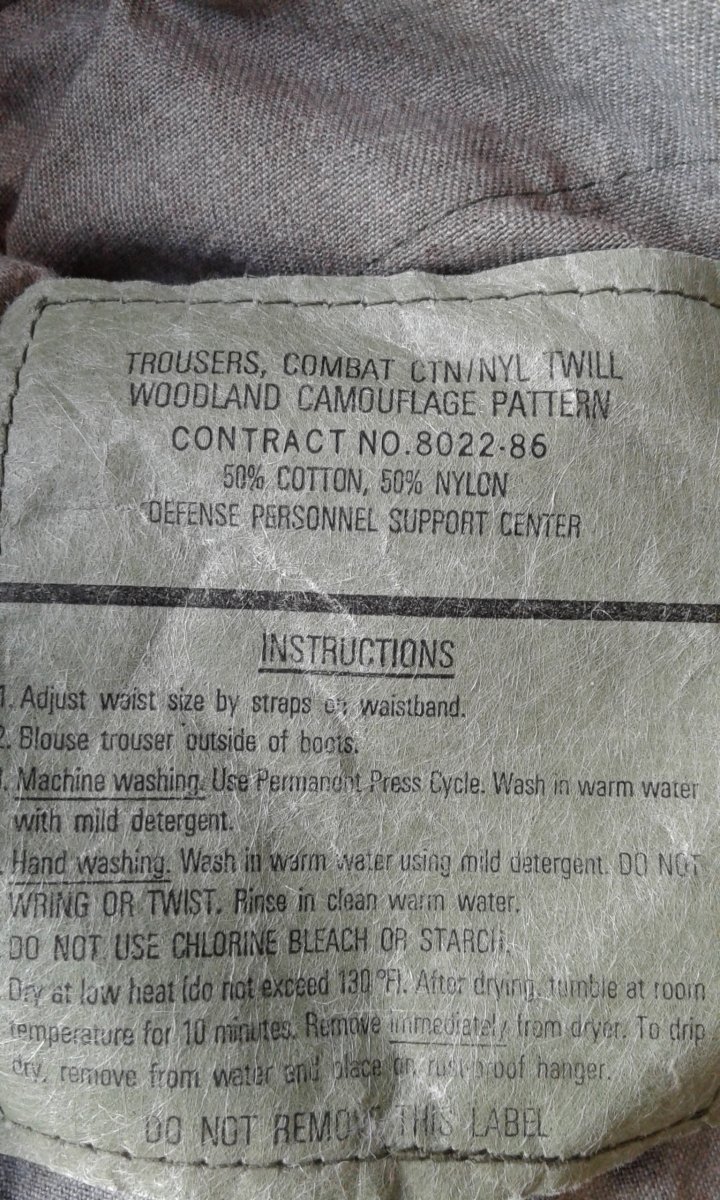 TROUSERS, COMBAT CTN/NYL TWILL
WOODLAND CAMOUFLAGE PATTERN
CONTRACT NO.8022-86
50% COTTON, 50% NYLON
DEFENSE PERSONNEL SUPPORT CENTER
INSTRUCTIONS
1. Adjust waist size by straps on waistband.
2. Blouse trouser outside of boots.
. Machine washing. Use Permanent Press Cycle. Wash in warm water
with mild detergent.
. Hand washing. Wash in warm water using mild detergent. DO NOT
WRING OR TWIST. Rinse in clean warm water.
DO NOT USE CHLORINE BLEACH OR STARCH.
Dry at low heat (do not exceed 130 °F). After drying, tumble at room
temperature for 10 minutes. Remove immediately from dryer. To drip
dry, remove from water and place on rust-proof hanger.
DO NOT REMOVE THIS LABEL